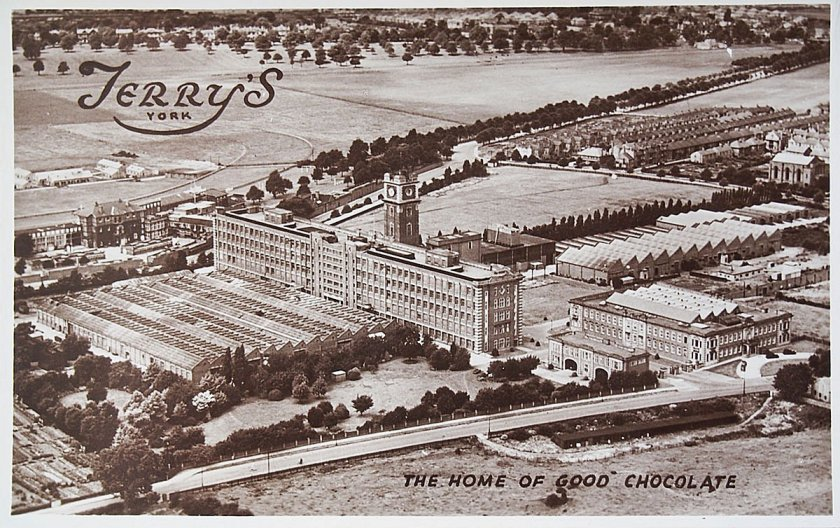 TERRY'S
YORK
THE HOME OF GOOD CHOCOLATE